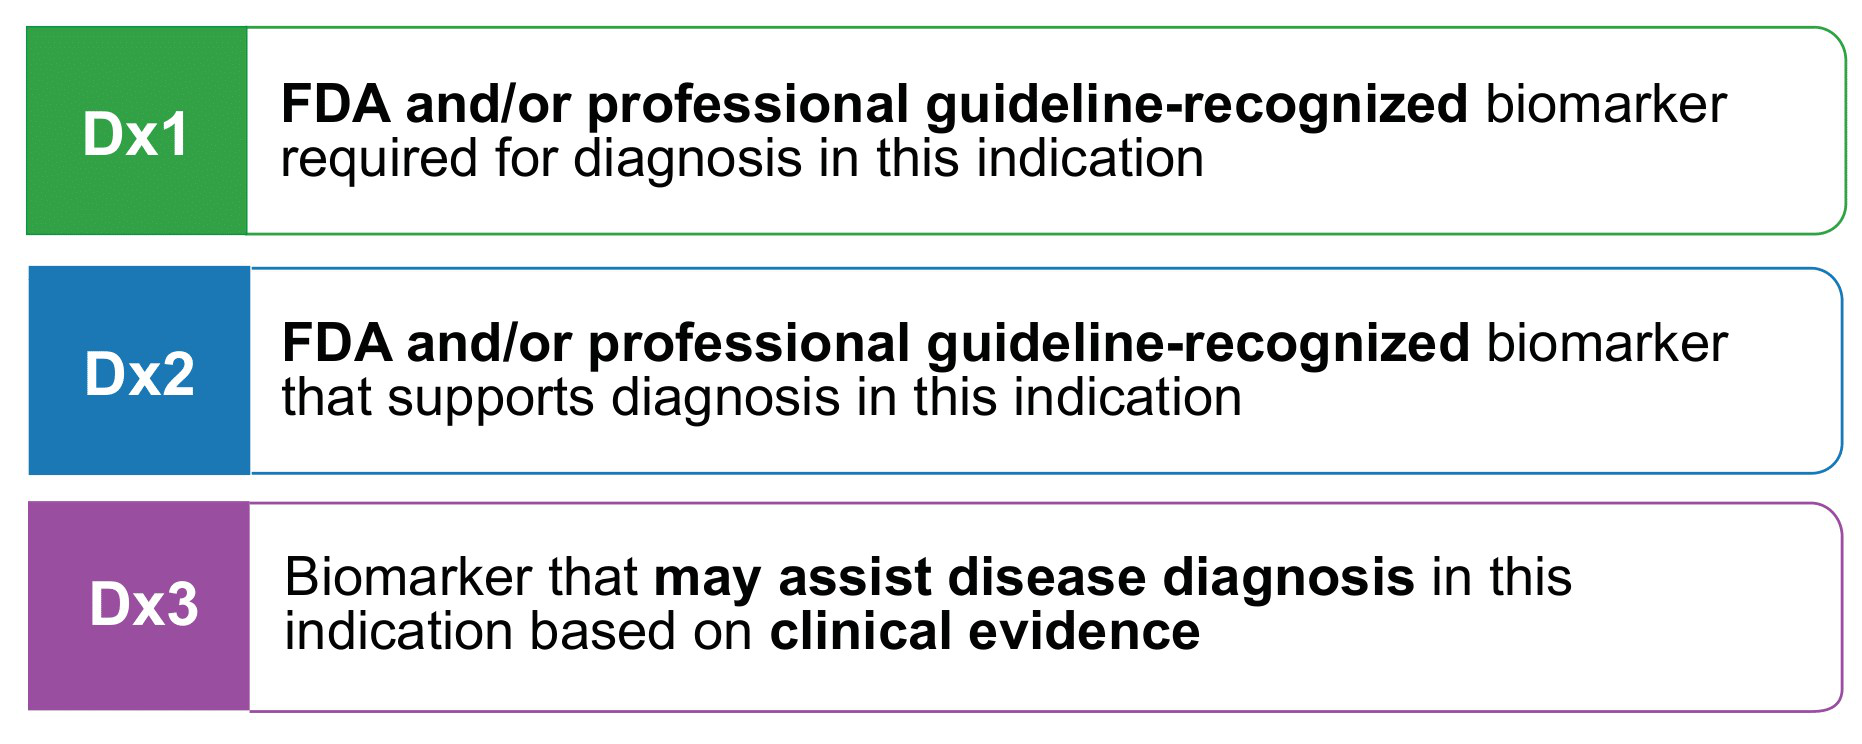 Dx1
FDA and/or professional guideline-recognized biomarker
required for diagnosis in this indication
Dx2
FDA and/or professional guideline-recognized biomarker
that supports diagnosis in this indication
Dx3
Biomarker that may assist disease diagnosis in this
indication based on clinical evidence